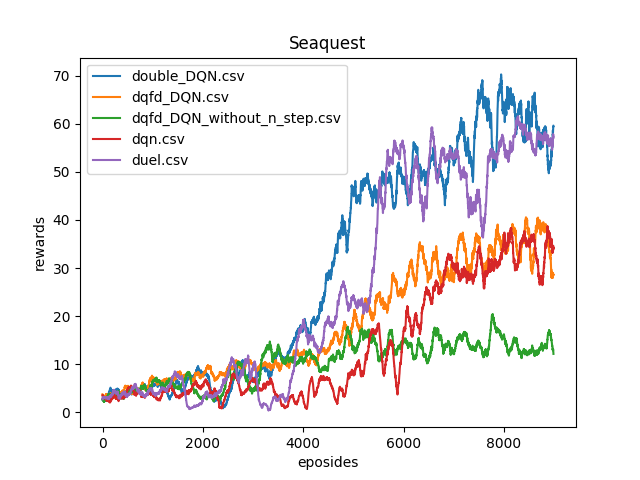 Seaquest
double_DQN.csv
dqfd_DQN.csv
dqfd_DQN_without_n_step.csv
dqn.csv
duel.csv
70
60
50
40
30
20
10
0
rewards
0 2000 4000 6000 8000
eposides